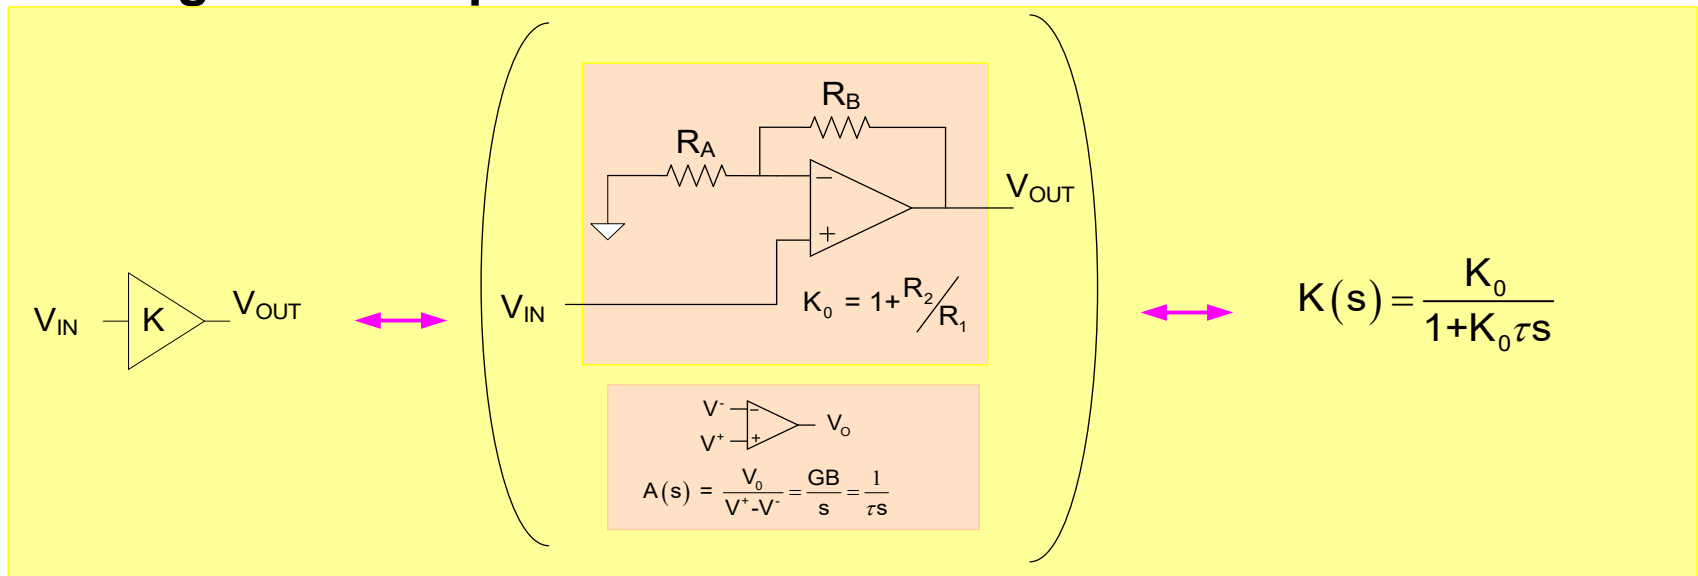 R_B
R_A
−
+
V_OUT
V_IN
K_0 = 1+R_2/R_1
V_IN
K
V_OUT
K(s) = K_0/(1+K_0τs)
V^- −
V^+ +
V_O
A(s) = V_0/(V^+-V^-) = GB/s = 1/(τs)